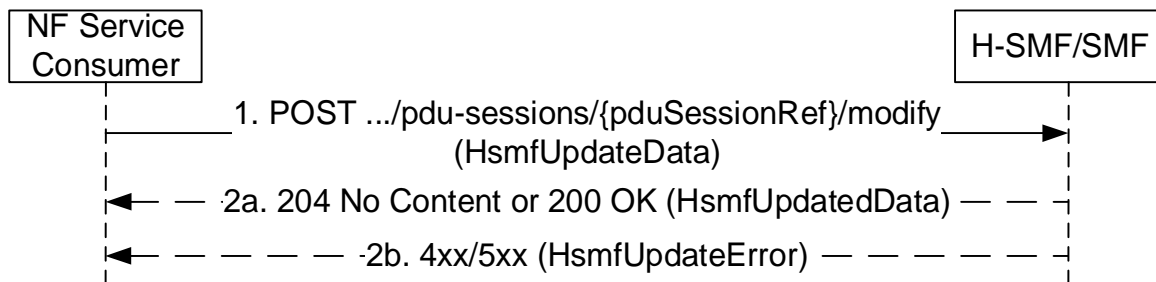 NF Service
Consumer
H-SMF/SMF
1. POST .../pdu-sessions/{pduSessionRef}/modify
(HsmfUpdateData)
2a. 204 No Content or 200 OK (HsmfUpdatedData)
2b. 4xx/5xx (HsmfUpdateError)